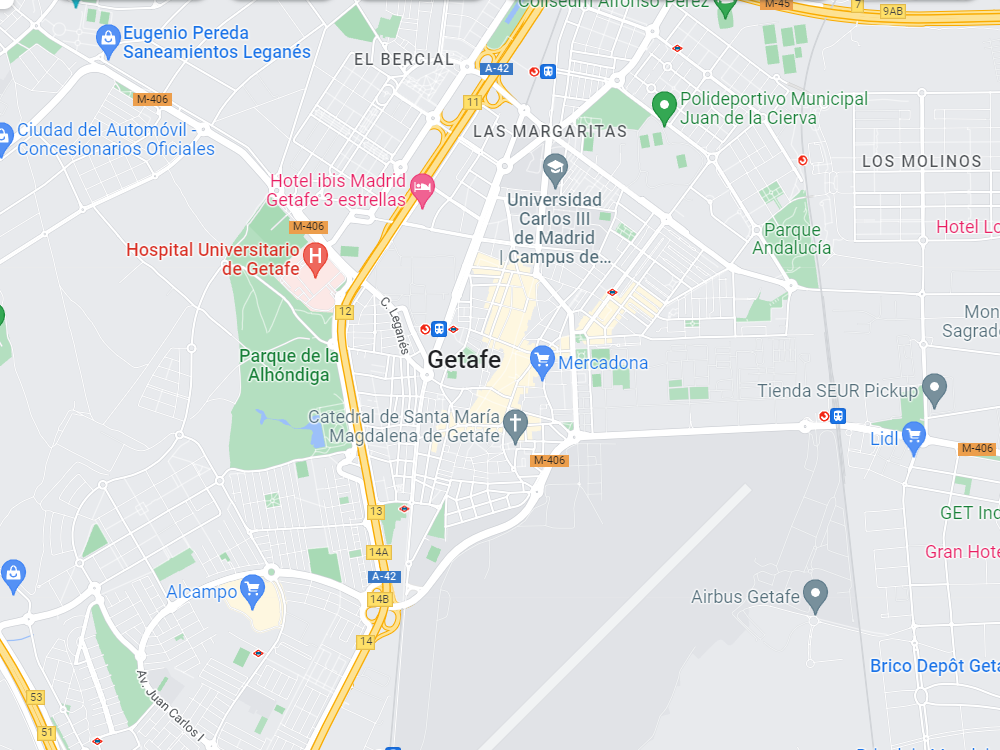 Coliseum Alfonso Pérez
M-45
7
9AB
Eugenio Pereda
Saneamientos Leganés
EL BERCIAL
A-42
M-406
11
Polideportivo Municipal
Juan de la Cierva
Ciudad del Automóvil -
Concesionarios Oficiales
LAS MARGARITAS
LOS MOLINOS
Hotel ibis Madrid
Getafe 3 estrellas
Universidad
Carlos III
de Madrid
| Campus de...
M-406
Parque
Andalucía
Hotel Lo
Hospital Universitario
de Getafe
H
12
C. Leganés
Mon
Sagrado
Parque de la
Alhóndiga
Getafe
Mercadona
Tienda SEUR Pickup
Catedral de Santa María
Magdalena de Getafe
Lidl
M-406
M-406
13
GET Ind
14A
Gran Hote
A-42
Alcampo
14B
Airbus Getafe
14
Brico Depôt Geta
Av. Juan Carlos I
53
51